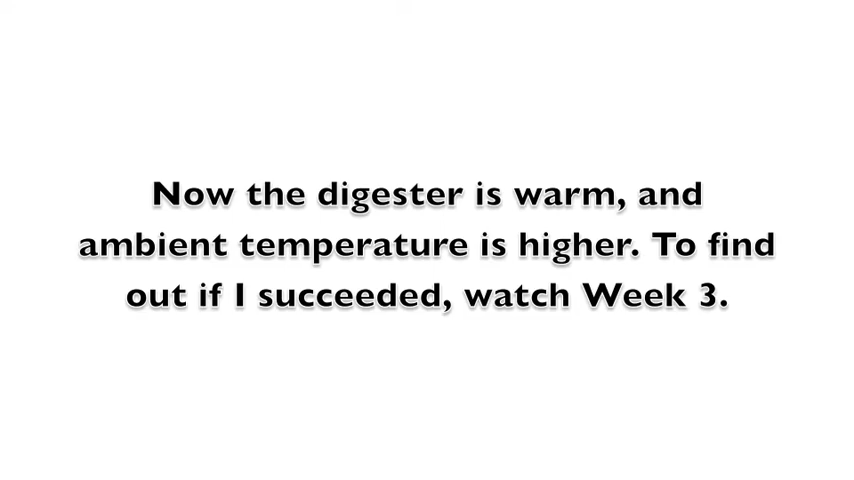 Now the digester is warm, and
ambient temperature is higher. To find
out if I succeeded, watch Week 3.